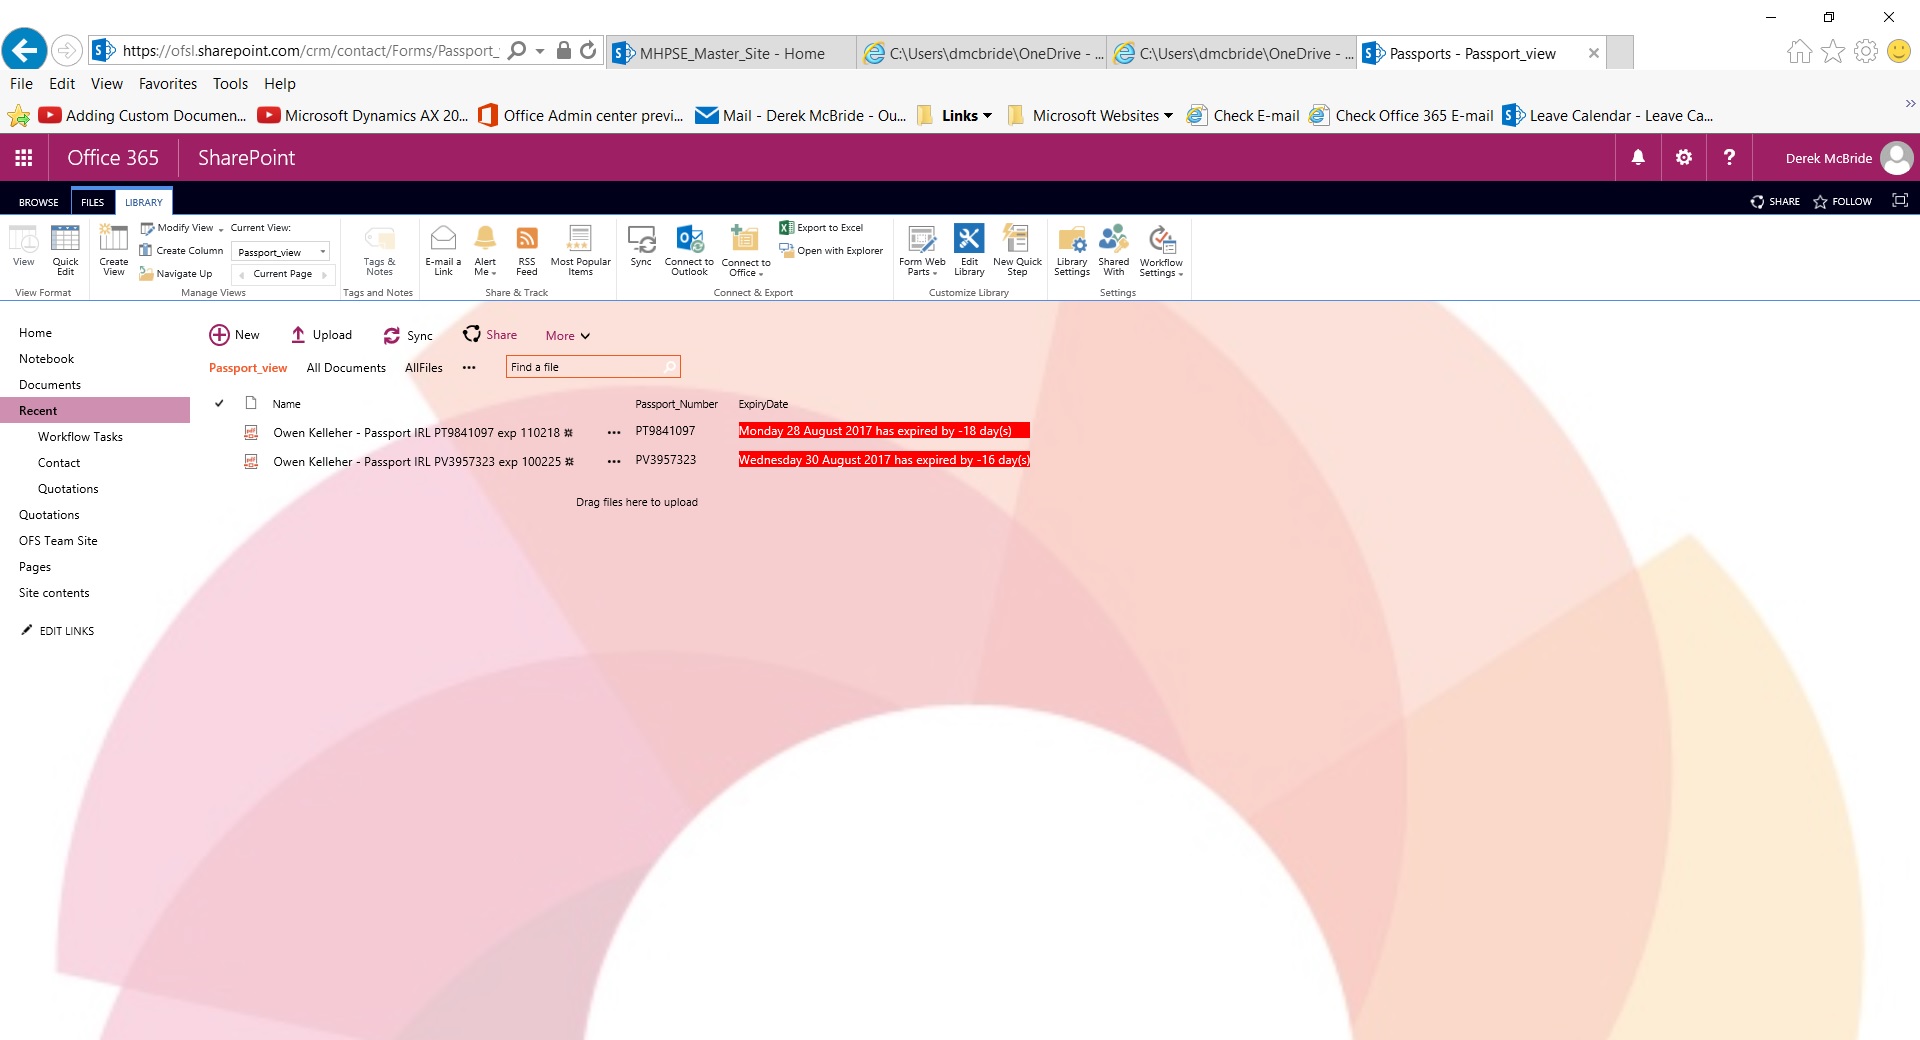 https://ofsl.sharepoint.com/crm/contact/Forms/Passport_
MHPSE_Master_Site - Home
C:\Users\dmcbride\OneDrive - ...
C:\Users\dmcbride\OneDrive - ...
Passports - Passport_view
File Edit View Favorites Tools Help
Adding Custom Documen... Microsoft Dynamics AX 20... Office Admin center previ... Mail - Derek McBride - Ou... Links Microsoft Websites Check E-mail Check Office 365 E-mail Leave Calendar - Leave Ca...
Office 365 SharePoint ? Derek McBride
BROWSE FILES LIBRARY SHARE FOLLOW
View
Quick Edit
View Format
Create View
Modify View
Create Column
Navigate Up
Current View:
Passport_view
Current Page
Manage Views
Tags & Notes
Tags and Notes
E-mail a Link
Alert Me
RSS Feed
Most Popular Items
Share & Track
Sync
Connect to Outlook
Connect to Office
Export to Excel
Open with Explorer
Connect & Export
Form Web Parts
Edit Library
New Quick Step
Customize Library
Library Settings
Shared With
Workflow Settings
Settings
Home
Notebook
Documents
Recent
Workflow Tasks
Contact
Quotations
Quotations
OFS Team Site
Pages
Site contents
EDIT LINKS
New Upload Sync Share More
Passport_view All Documents AllFiles ••• Find a file
Name Passport_Number ExpiryDate
Owen Kelleher - Passport IRL PT9841097 exp 110218 ••• PT9841097 Monday 28 August 2017 has expired by -18 day(s)
Owen Kelleher - Passport IRL PV3957323 exp 100225 ••• PV3957323 Wednesday 30 August 2017 has expired by -16 day(s)
Drag files here to upload